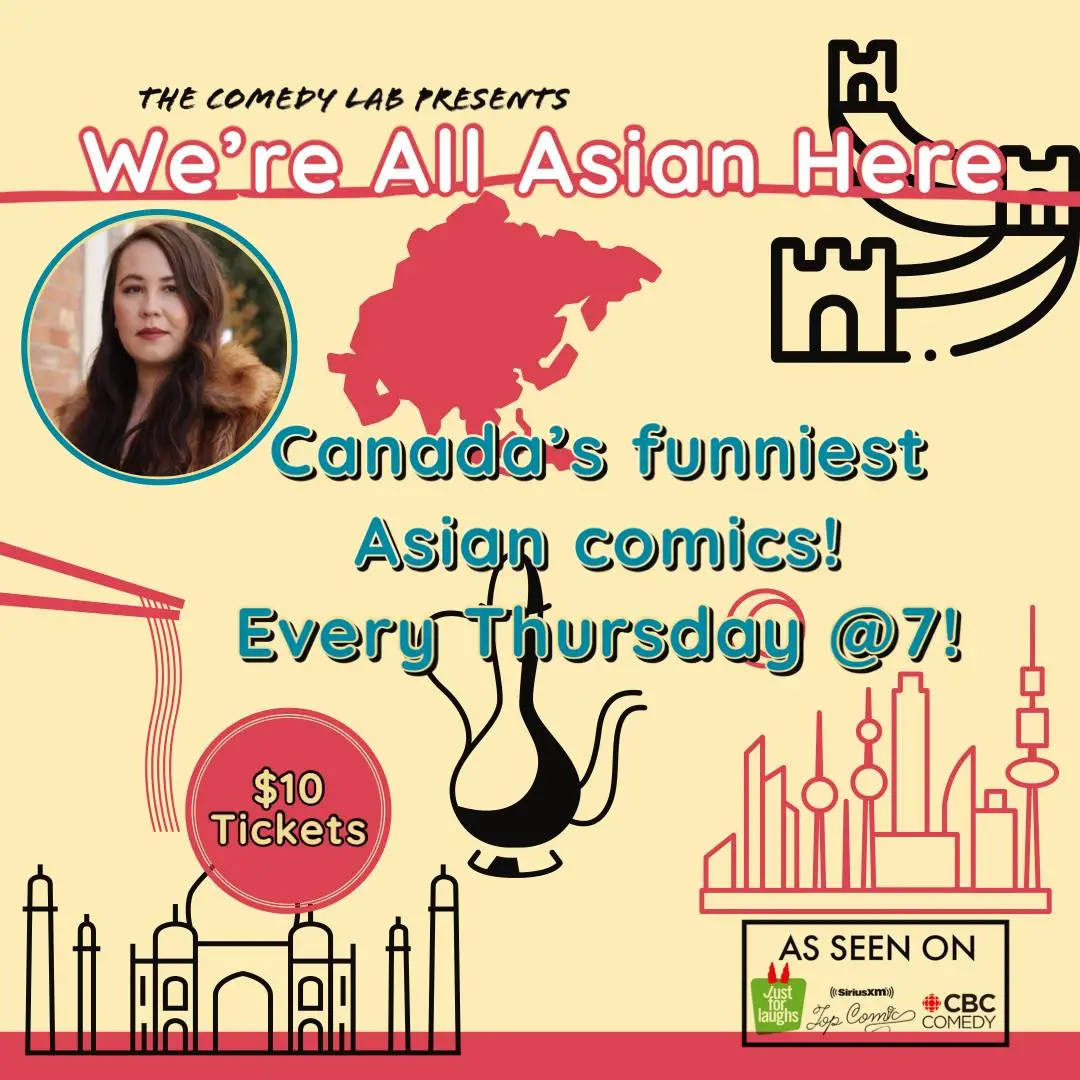 THE COMEDY LAB PRESENTS
We're All Asian Here
Canada's funniest
Asian comics!
Every Thursday @7!
$10
Tickets
AS SEEN ON
Just
for
laughs
((SiriusXM))
Top Comic
CBC
COMEDY